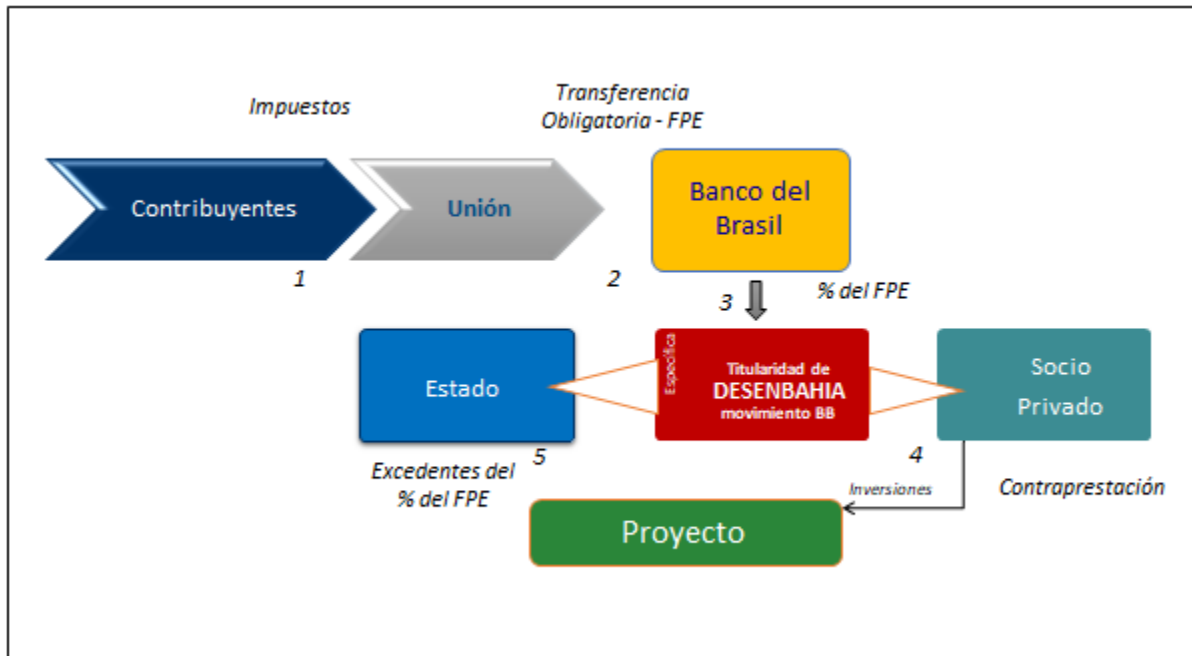 Impuestos
Transferencia
Obligatoria - FPE
Contribuyentes
Unión
Banco del
Brasil
1
2
3
% del FPE
Estado
Específica
Titularidad de
DESENBAHIA
movimiento BB
Socio
Privado
5
4
Excedentes del
% del FPE
Inversiones
Contraprestación
Proyecto